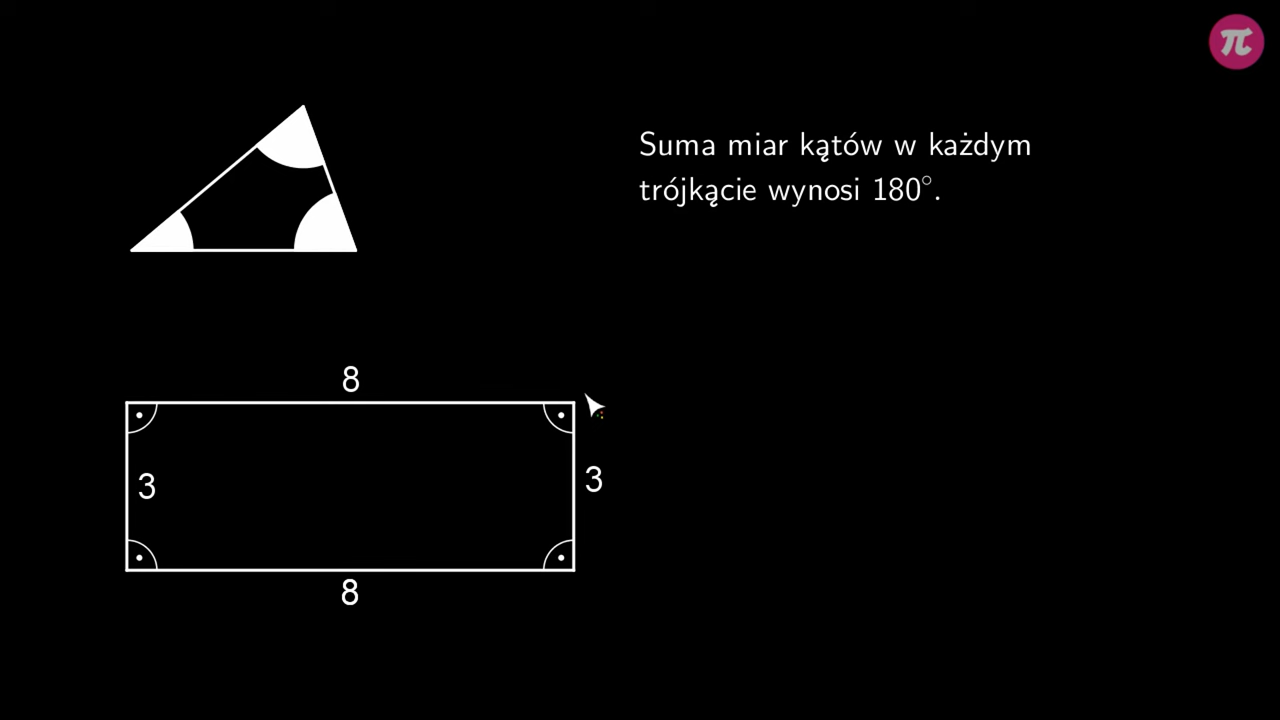 π
Suma miar kątów w każdym
trójkącie wynosi 180°.
8
3
3
8